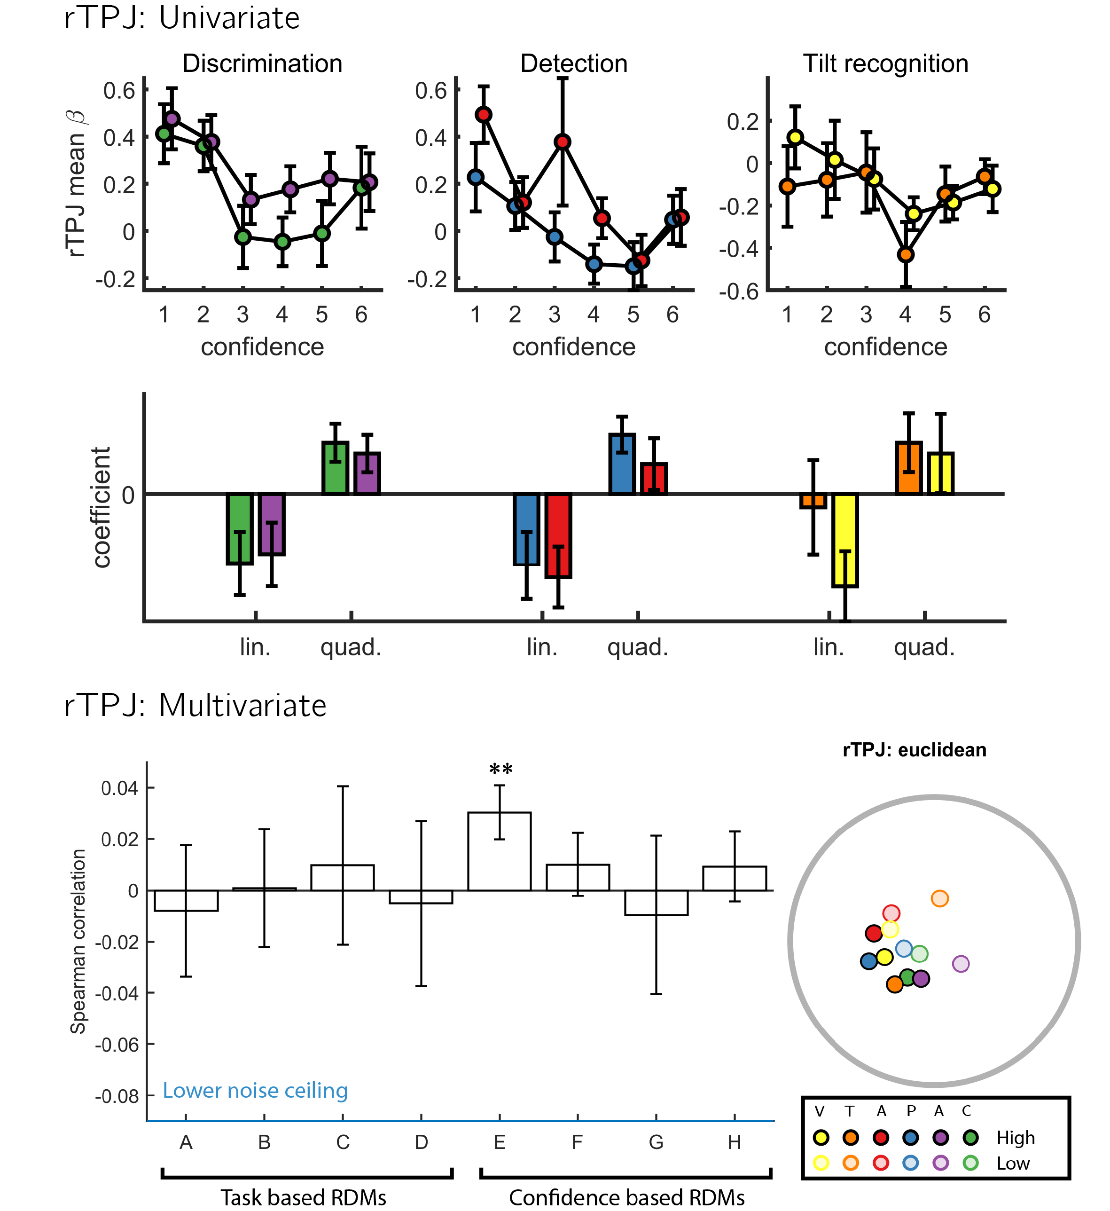 rTPJ: Univariate
Discrimination Detection Tilt recognition
rTPJ mean β
0.6 0.4 0.2 0 -0.2
0.6 0.4 0.2 0 -0.2
0.2 0 -0.2 -0.4 -0.6
1 2 3 4 5 6 1 2 3 4 5 6 1 2 3 4 5 6
confidence confidence confidence
coefficient
0
lin. quad. lin. quad. lin. quad.
rTPJ: Multivariate
Spearman correlation
0.04
0.02
0
-0.02
-0.04
-0.06
-0.08
**
Lower noise ceiling
A B C D E F G H
Task based RDMs Confidence based RDMs
rTPJ: euclidean
V T A P A C
High
Low